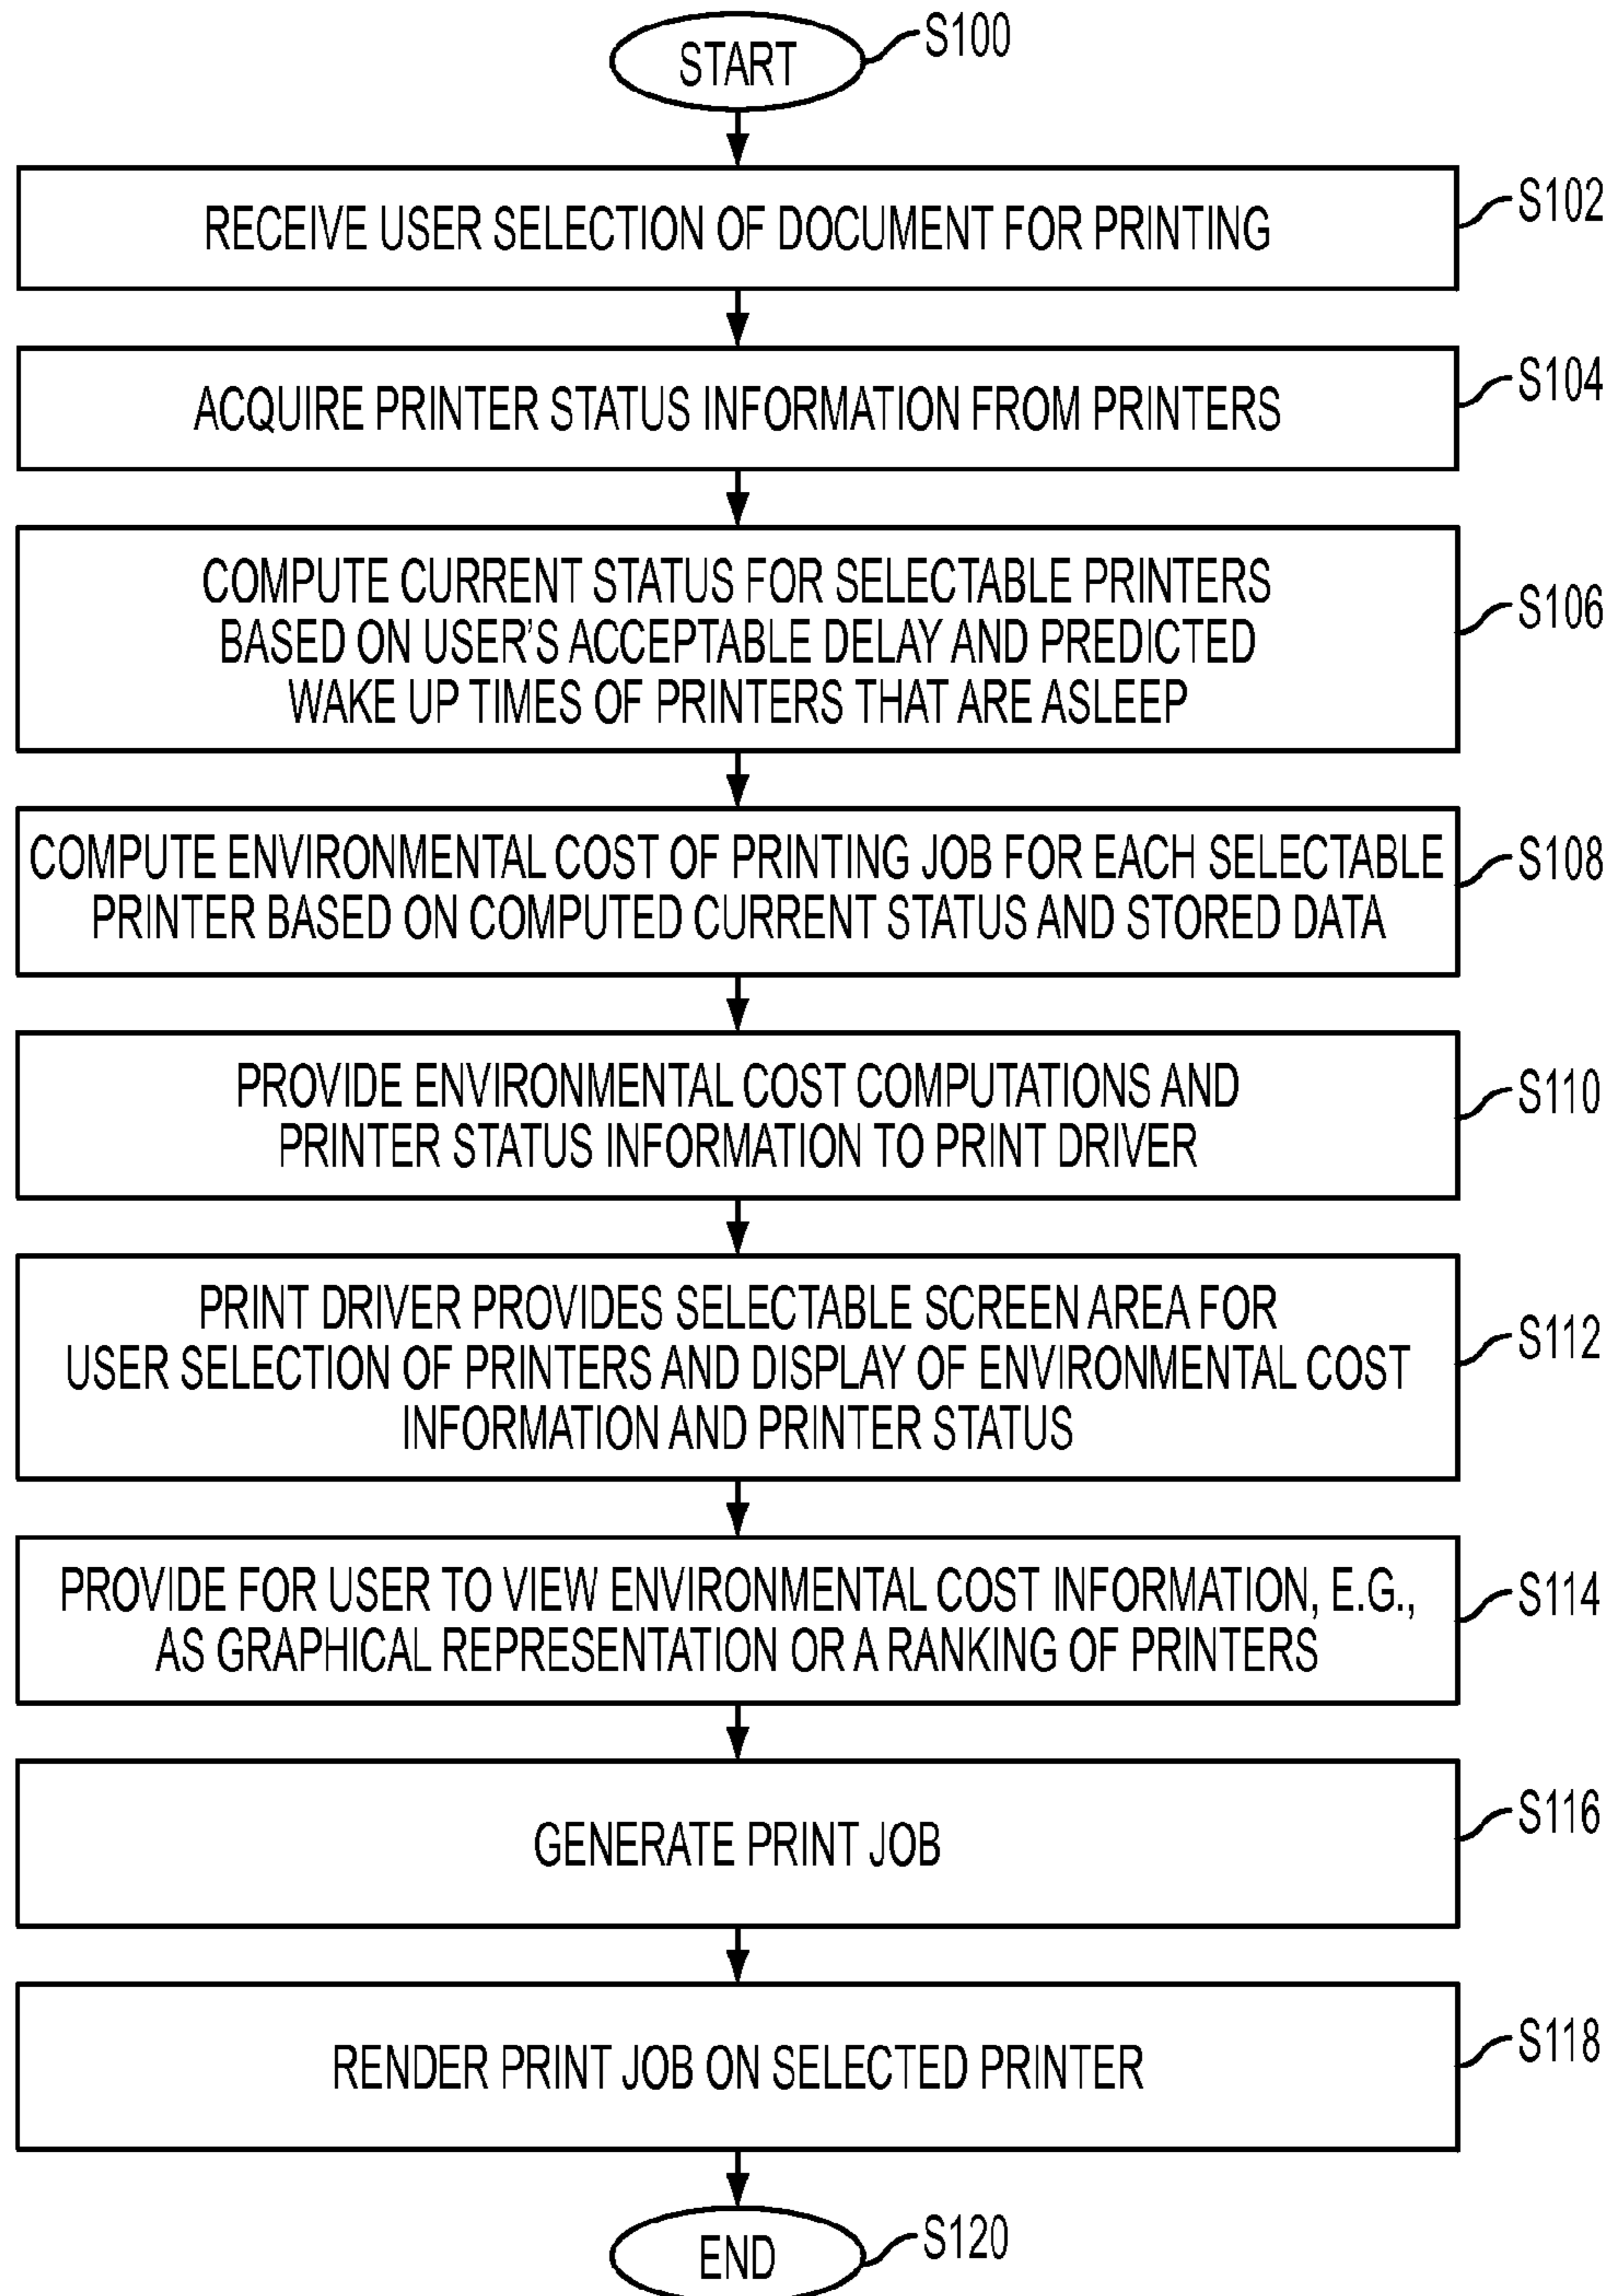 START
S100
RECEIVE USER SELECTION OF DOCUMENT FOR PRINTING
S102
ACQUIRE PRINTER STATUS INFORMATION FROM PRINTERS
S104
COMPUTE CURRENT STATUS FOR SELECTABLE PRINTERS
BASED ON USER'S ACCEPTABLE DELAY AND PREDICTED
WAKE UP TIMES OF PRINTERS THAT ARE ASLEEP
S106
COMPUTE ENVIRONMENTAL COST OF PRINTING JOB FOR EACH SELECTABLE
PRINTER BASED ON COMPUTED CURRENT STATUS AND STORED DATA
S108
PROVIDE ENVIRONMENTAL COST COMPUTATIONS AND
PRINTER STATUS INFORMATION TO PRINT DRIVER
S110
PRINT DRIVER PROVIDES SELECTABLE SCREEN AREA FOR
USER SELECTION OF PRINTERS AND DISPLAY OF ENVIRONMENTAL COST
INFORMATION AND PRINTER STATUS
S112
PROVIDE FOR USER TO VIEW ENVIRONMENTAL COST INFORMATION, E.G.,
AS GRAPHICAL REPRESENTATION OR A RANKING OF PRINTERS
S114
GENERATE PRINT JOB
S116
RENDER PRINT JOB ON SELECTED PRINTER
S118
END
S120